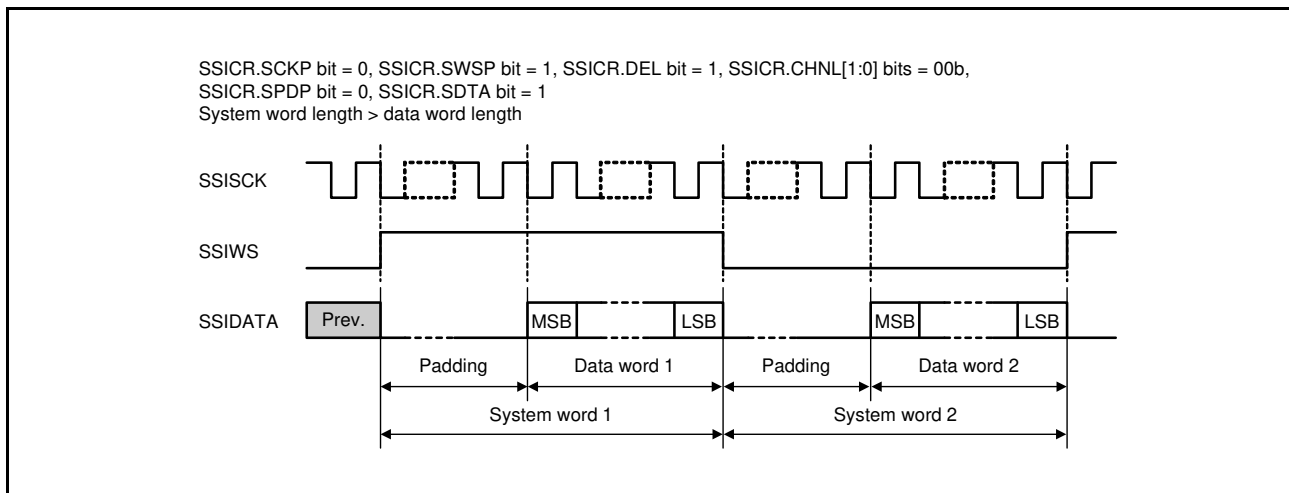 SSICR.SCKP bit = 0, SSICR.SWSP bit = 1, SSICR.DEL bit = 1, SSICR.CHNL[1:0] bits = 00b,
SSICR.SPDP bit = 0, SSICR.SDTA bit = 1
System word length > data word length
SSISCK
SSIWS
SSIDATA Prev. MSB LSB MSB LSB
Padding Data word 1 Padding Data word 2
System word 1 System word 2